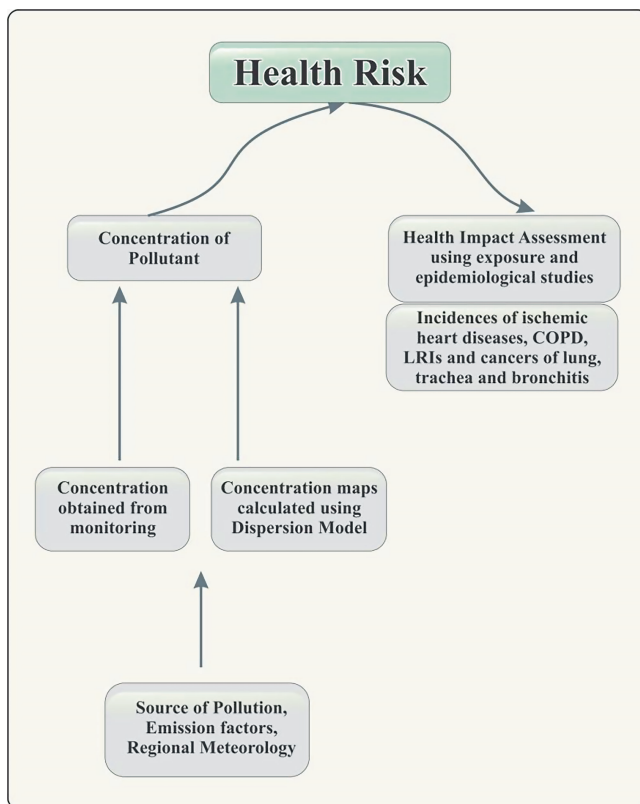 Health Risk
Concentration of
Pollutant
Health Impact Assessment
using exposure and
epidemiological studies
Incidences of ischemic
heart diseases, COPD,
LRIs and cancers of lung,
trachea and bronchitis
Concentration
obtained from
monitoring
Concentration maps
calculated using
Dispersion Model
Source of Pollution,
Emission factors,
Regional Meteorology